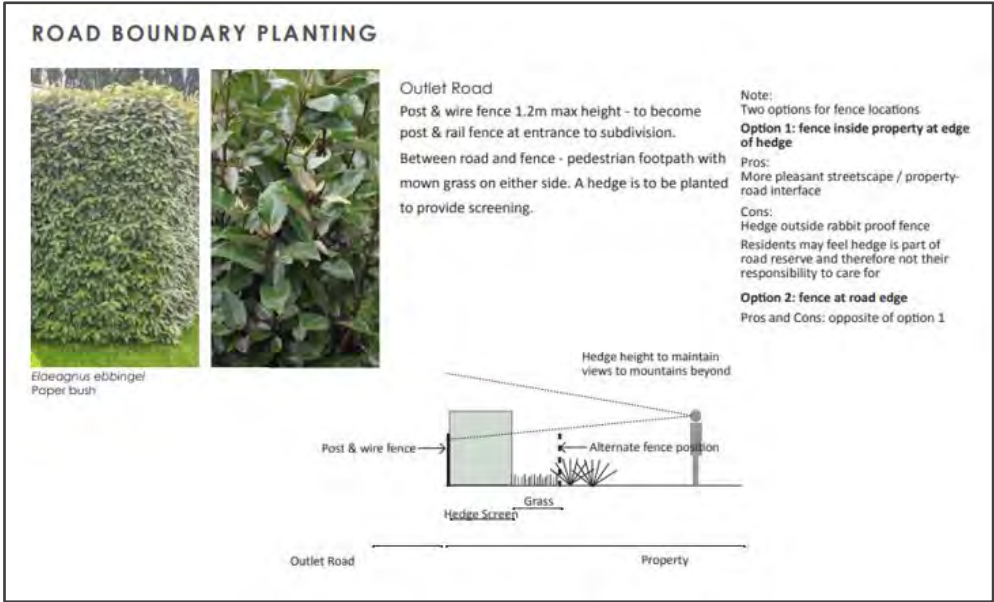 ROAD BOUNDARY PLANTING
Outlet Road
Post & wire fence 1.2m max height - to become
post & rail fence at entrance to subdivision.
Between road and fence - pedestrian footpath with
mown grass on either side. A hedge is to be planted
to provide screening.
Note:
Two options for fence locations
Option 1: fence inside property at edge
of hedge
Pros:
More pleasant streetscape / property-
road interface
Cons:
Hedge outside rabbit proof fence
Residents may feel hedge is part of
road reserve and therefore not their
responsibility to care for
Option 2: fence at road edge
Pros and Cons: opposite of option 1
Elaeagnus ebbingei
Paper bush
Hedge height to maintain
views to mountains beyond
Post & wire fence
Alternate fence position
Grass
Hedge Screen
Outlet Road
Property